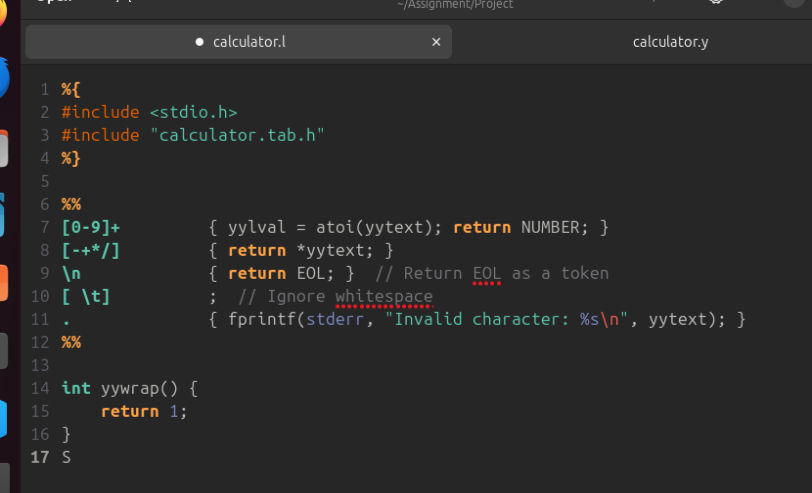 ~/Assignment/Project
calculator.l × calculator.y
1 %{
2 #include <stdio.h>
3 #include "calculator.tab.h"
4 %}
5
6 %%
7 [0-9]+ { yylval = atoi(yytext); return NUMBER; }
8 [-+*/] { return *yytext; }
9 \n { return EOL; } // Return EOL as a token
10 [ \t] ; // Ignore whitespace
11 . { fprintf(stderr, "Invalid character: %s\n", yytext); }
12 %%
13
14 int yywrap() {
15 return 1;
16 }
17 S